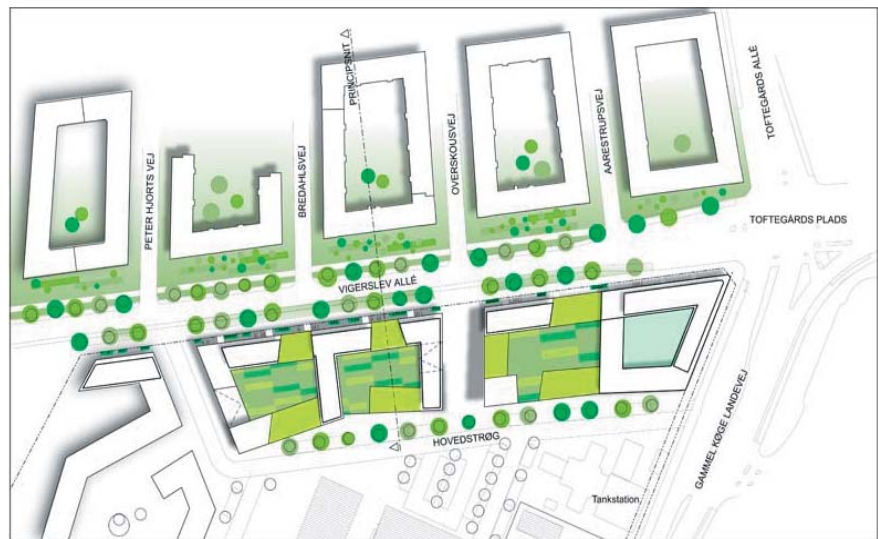 PRINCIPSNIT
TOFTEGÅRDS ALLÉ
PETER HJORTS VEJ
BREDAHLSVEJ
OVERSKOUSVEJ
AARESTRUPSVEJ
TOFTEGÅRDS PLADS
VIGERSLEV ALLÉ
HOVEDSTRØG
GAMMEL KØGE LANDEVEJ
Tankstation